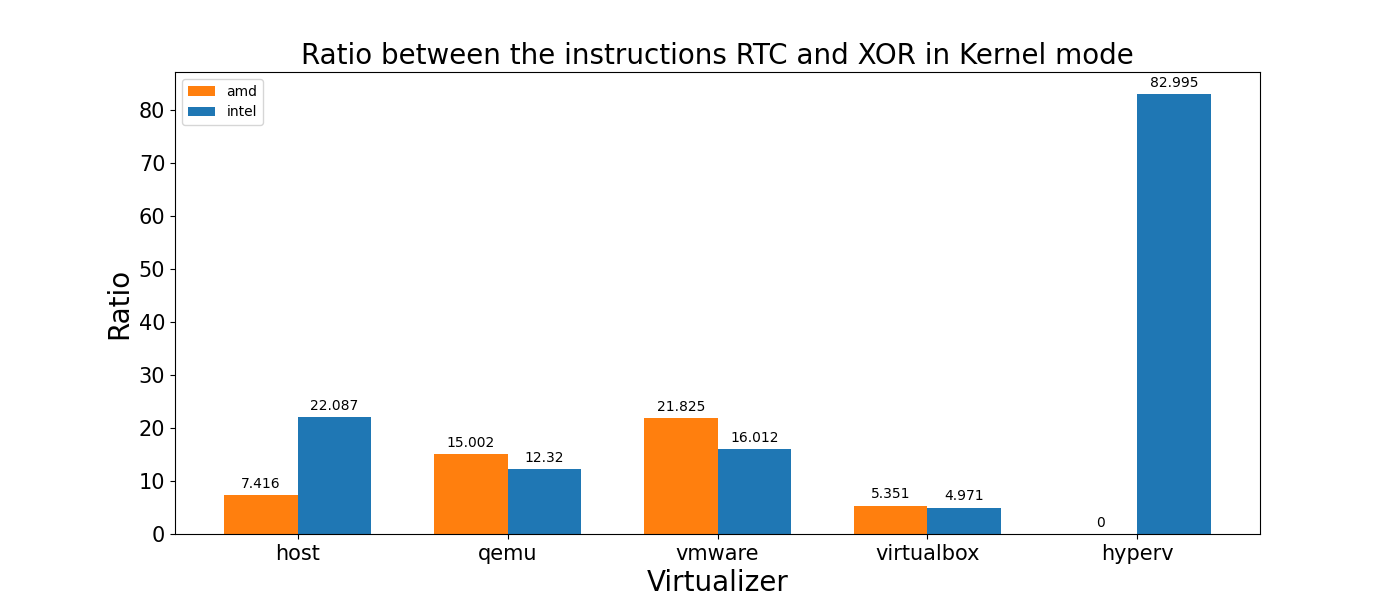 Ratio between the instructions RTC and XOR in Kernel mode
amd
intel
Ratio
80
70
60
50
40
30
20
10
0
7.416
22.087
15.002
12.32
21.825
16.012
5.351
4.971
0
82.995
host
qemu
vmware
virtualbox
hyperv
Virtualizer